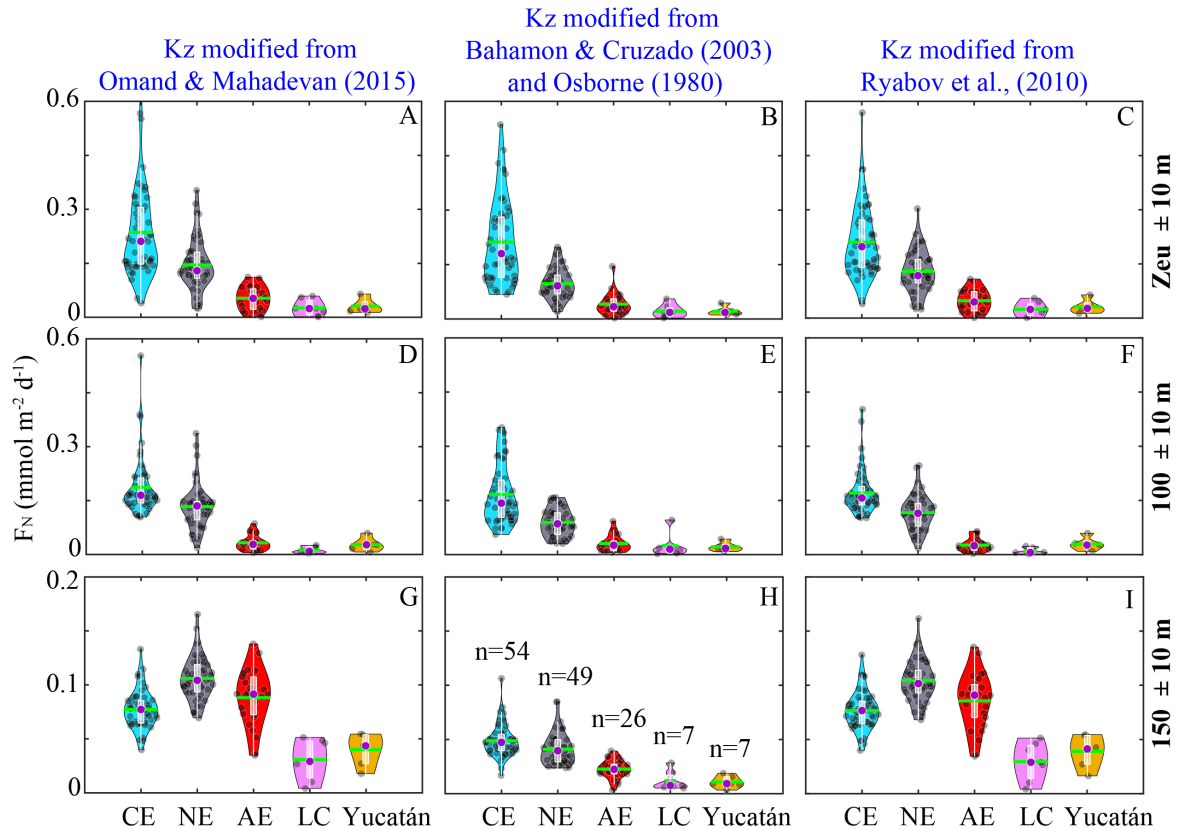 Kz modified from
Omand & Mahadevan (2015)
Kz modified from
Bahamon & Cruzado (2003)
and Osborne (1980)
Kz modified from
Ryabov et al., (2010)
A
B
C
0.6
0.3
0
Zeu ± 10 m
D
E
F
0.6
0.3
0
F_N (mmol m⁻² d⁻¹)
100 ± 10 m
G
H
I
0.2
0.1
0
n=54
n=49
n=26
n=7
n=7
150 ± 10 m
CE NE AE LC Yucatán
CE NE AE LC Yucatán
CE NE AE LC Yucatán